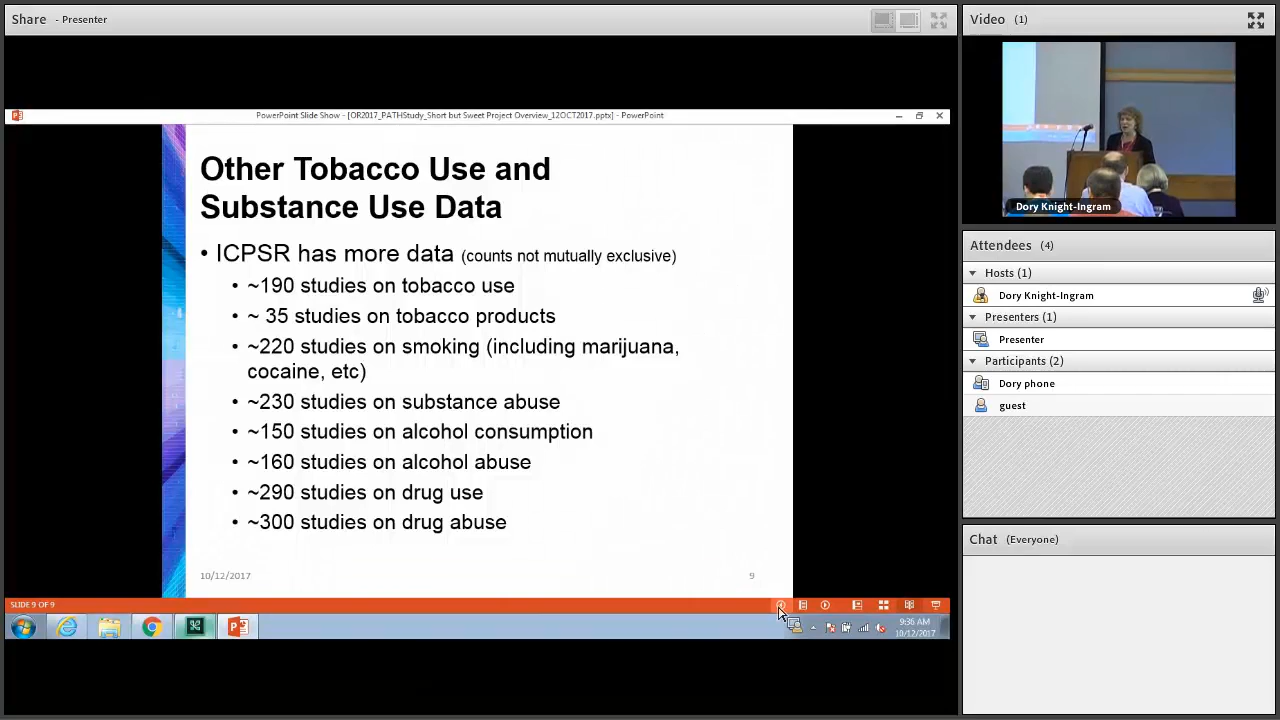 Share - Presenter
Video (1)
PowerPoint Slide Show - [OR2017_PATHStudy_Short but Sweet Project Overview_12OCT2017.pptx] - PowerPoint
Other Tobacco Use and
Substance Use Data
• ICPSR has more data (counts not mutually exclusive)
• ~190 studies on tobacco use
• ~ 35 studies on tobacco products
• ~220 studies on smoking (including marijuana,
cocaine, etc)
• ~230 studies on substance abuse
• ~150 studies on alcohol consumption
• ~160 studies on alcohol abuse
• ~290 studies on drug use
• ~300 studies on drug abuse
10/12/2017
9
SLIDE 9 OF 9
9:36 AM
10/12/2017
Dory Knight-Ingram
Attendees (4)
Hosts (1)
Dory Knight-Ingram
Presenters (1)
Presenter
Participants (2)
Dory phone
guest
Chat (Everyone)